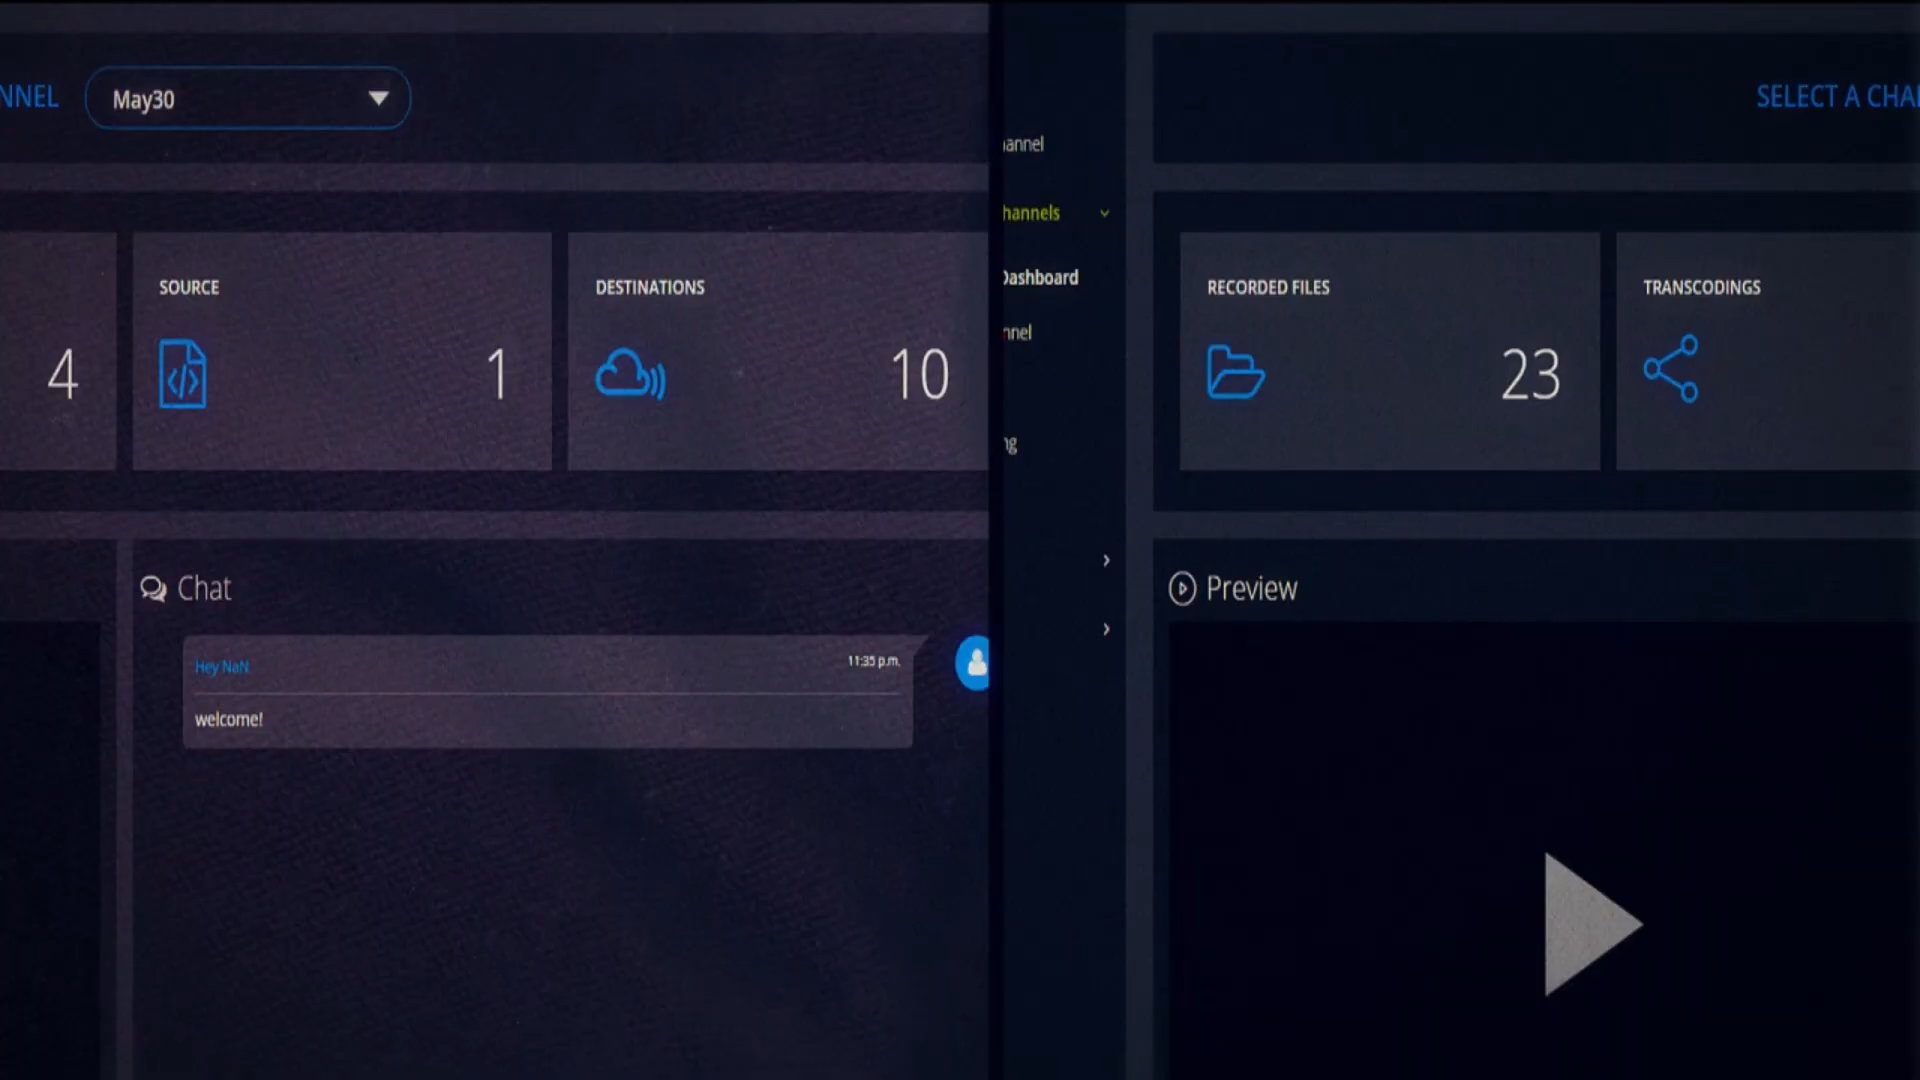 NNEL
May30
4
SOURCE
1
DESTINATIONS
10
Chat
Hey NaN
11:35 p.m.
welcome!
annel
hannels
Dashboard
nnel
ng
SELECT A CHA
RECORDED FILES
23
TRANSCODINGS
Preview